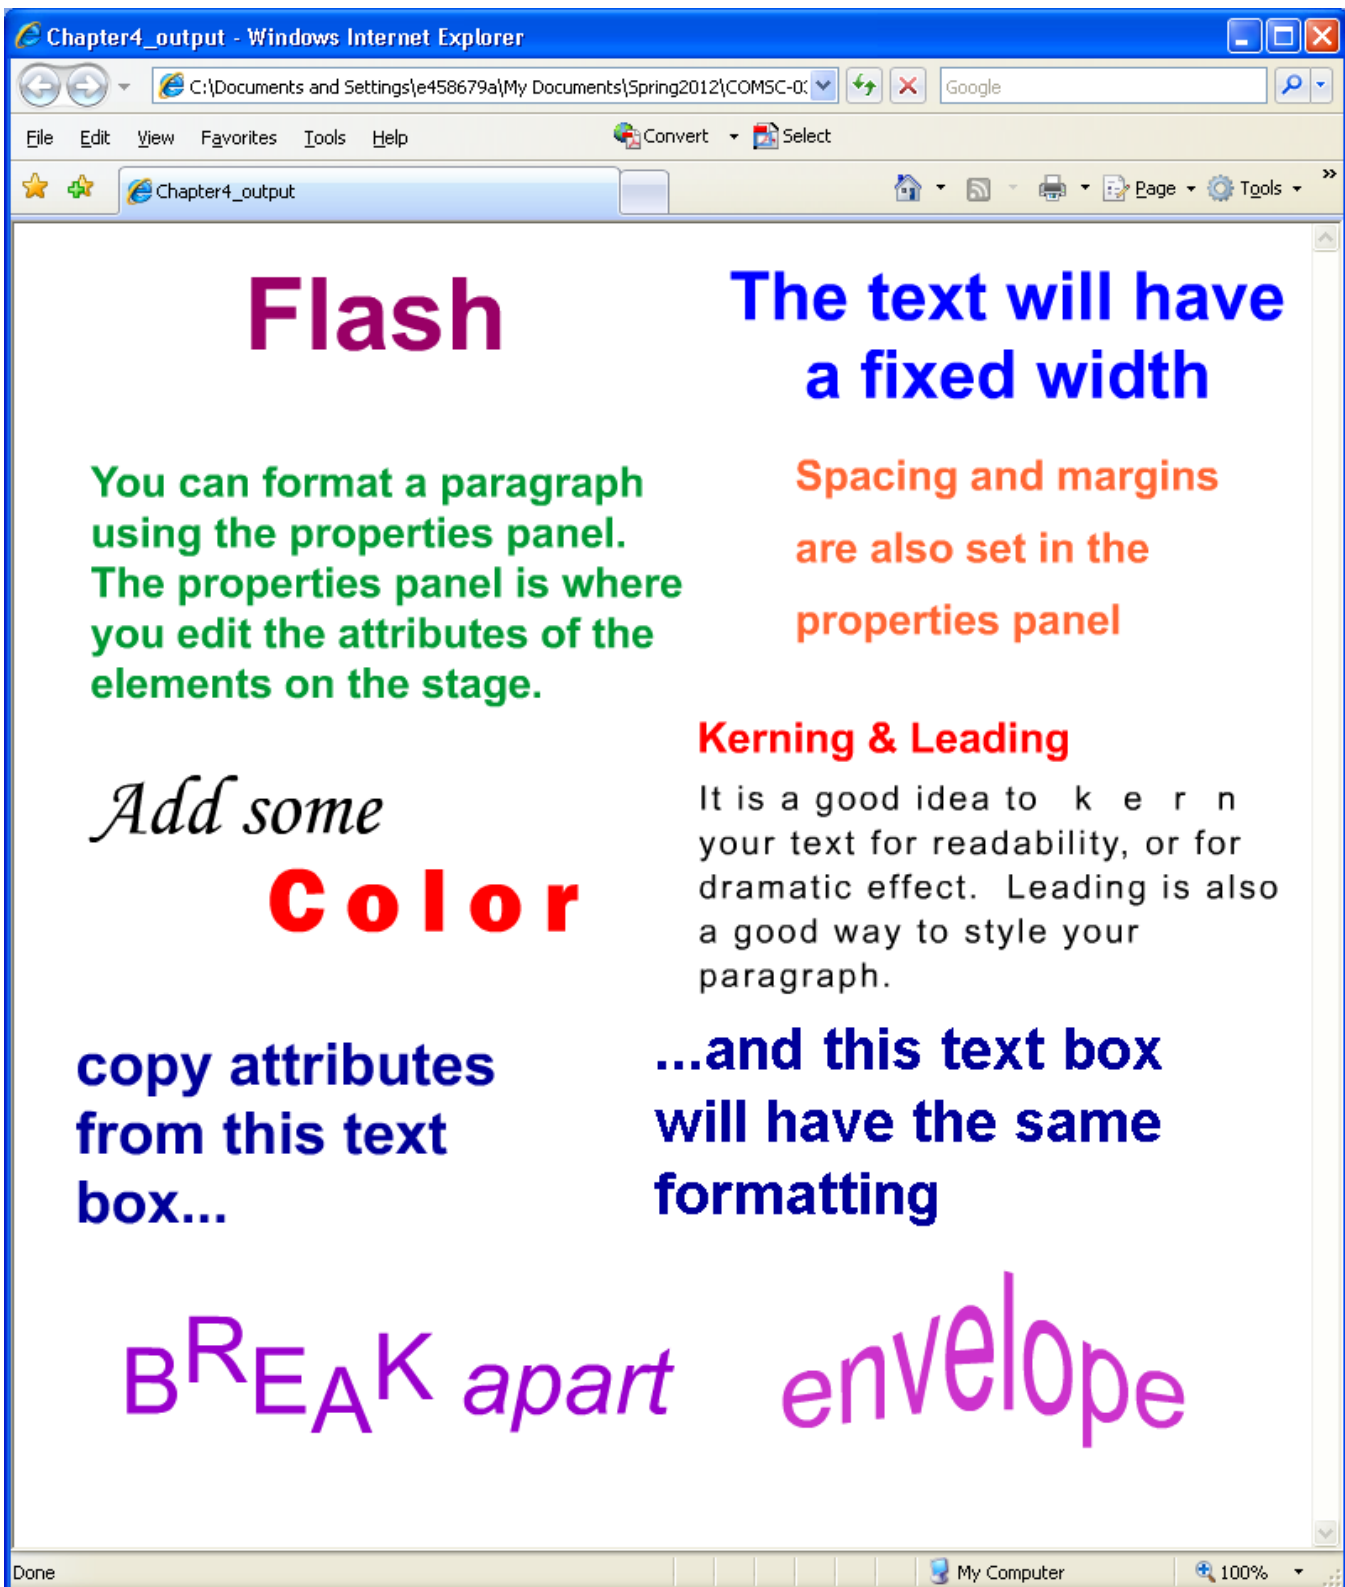 Chapter4_output - Windows Internet Explorer
C:\Documents and Settings\e458679a\My Documents\Spring2012\COMSC-03
Google
File Edit View Favorites Tools Help Convert Select
Chapter4_output Page Tools »
Flash
The text will have
a fixed width
You can format a paragraph
using the properties panel.
The properties panel is where
you edit the attributes of the
elements on the stage.
Spacing and margins
are also set in the
properties panel
Add some
Color
Kerning & Leading
It is a good idea to k e r n
your text for readability, or for
dramatic effect. Leading is also
a good way to style your
paragraph.
copy attributes
from this text
box...
...and this text box
will have the same
formatting
BREAK apart
envelope
Done My Computer 100%